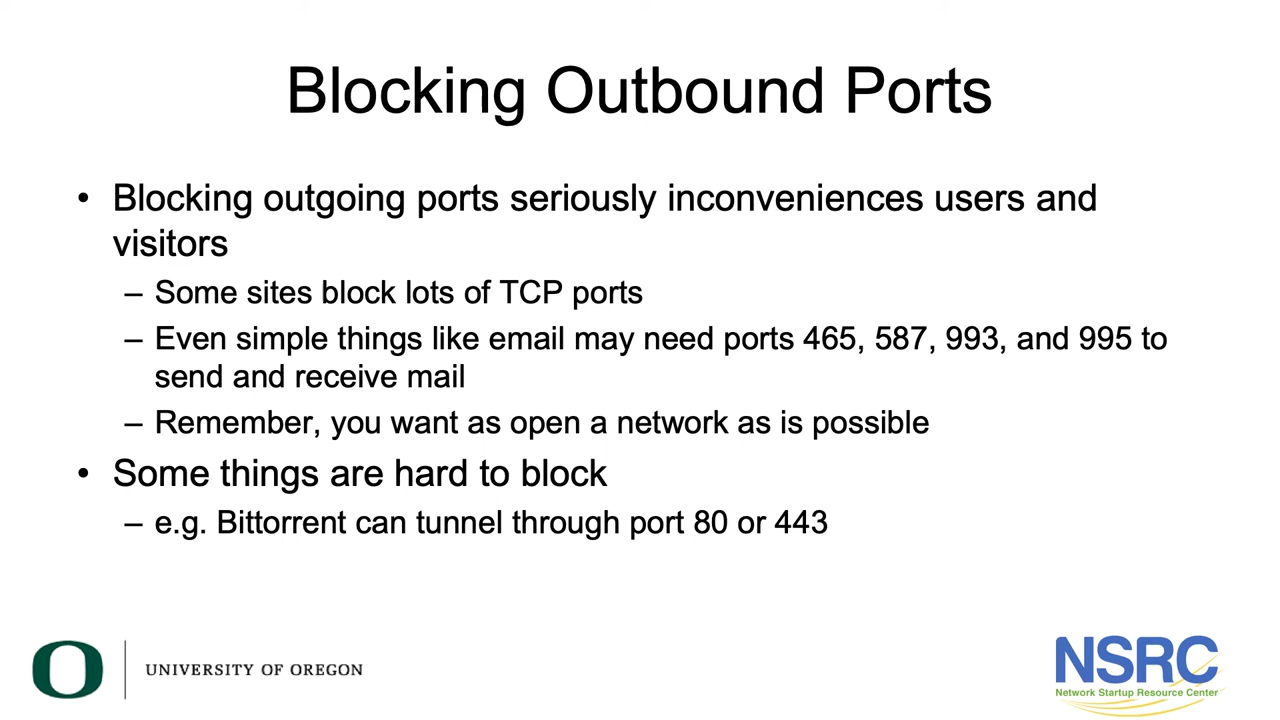 Blocking Outbound Ports
• Blocking outgoing ports seriously inconveniences users and
visitors
– Some sites block lots of TCP ports
– Even simple things like email may need ports 465, 587, 993, and 995 to
send and receive mail
– Remember, you want as open a network as is possible
• Some things are hard to block
– e.g. Bittorrent can tunnel through port 80 or 443
O
UNIVERSITY OF OREGON
NSRC
Network Startup Resource Center